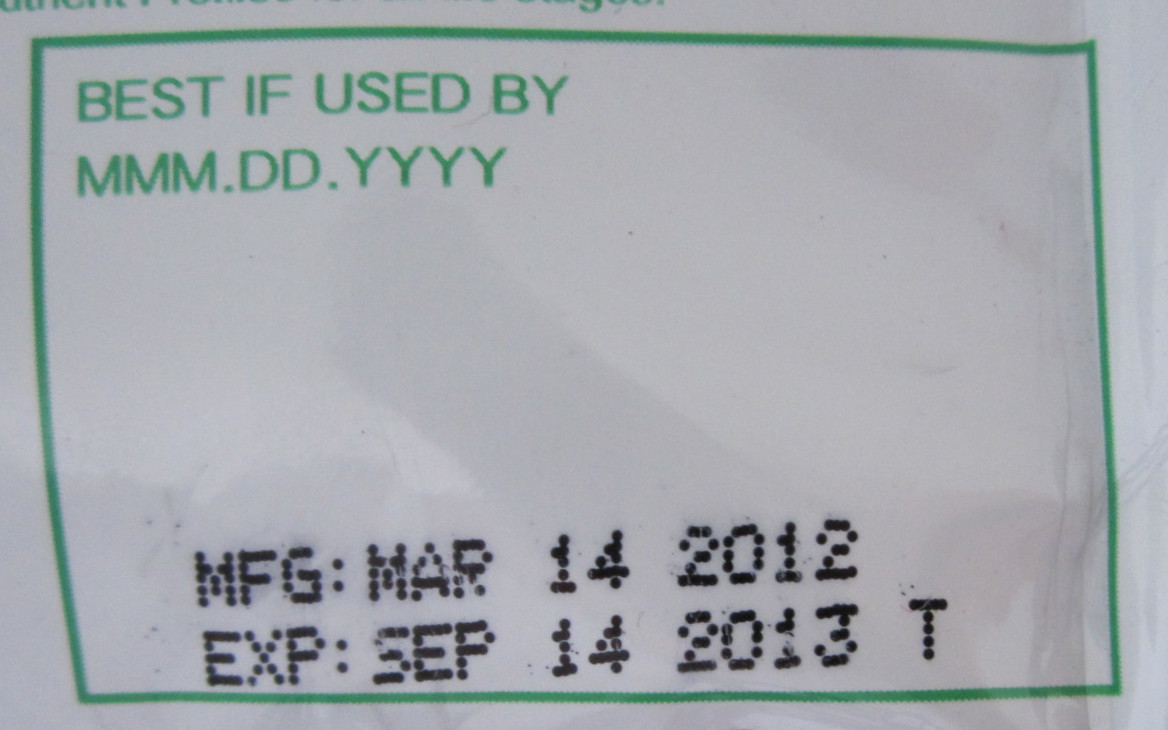 BEST IF USED BY
MMM.DD.YYYY
MFG: MAR 14 2012
EXP: SEP 14 2013 T